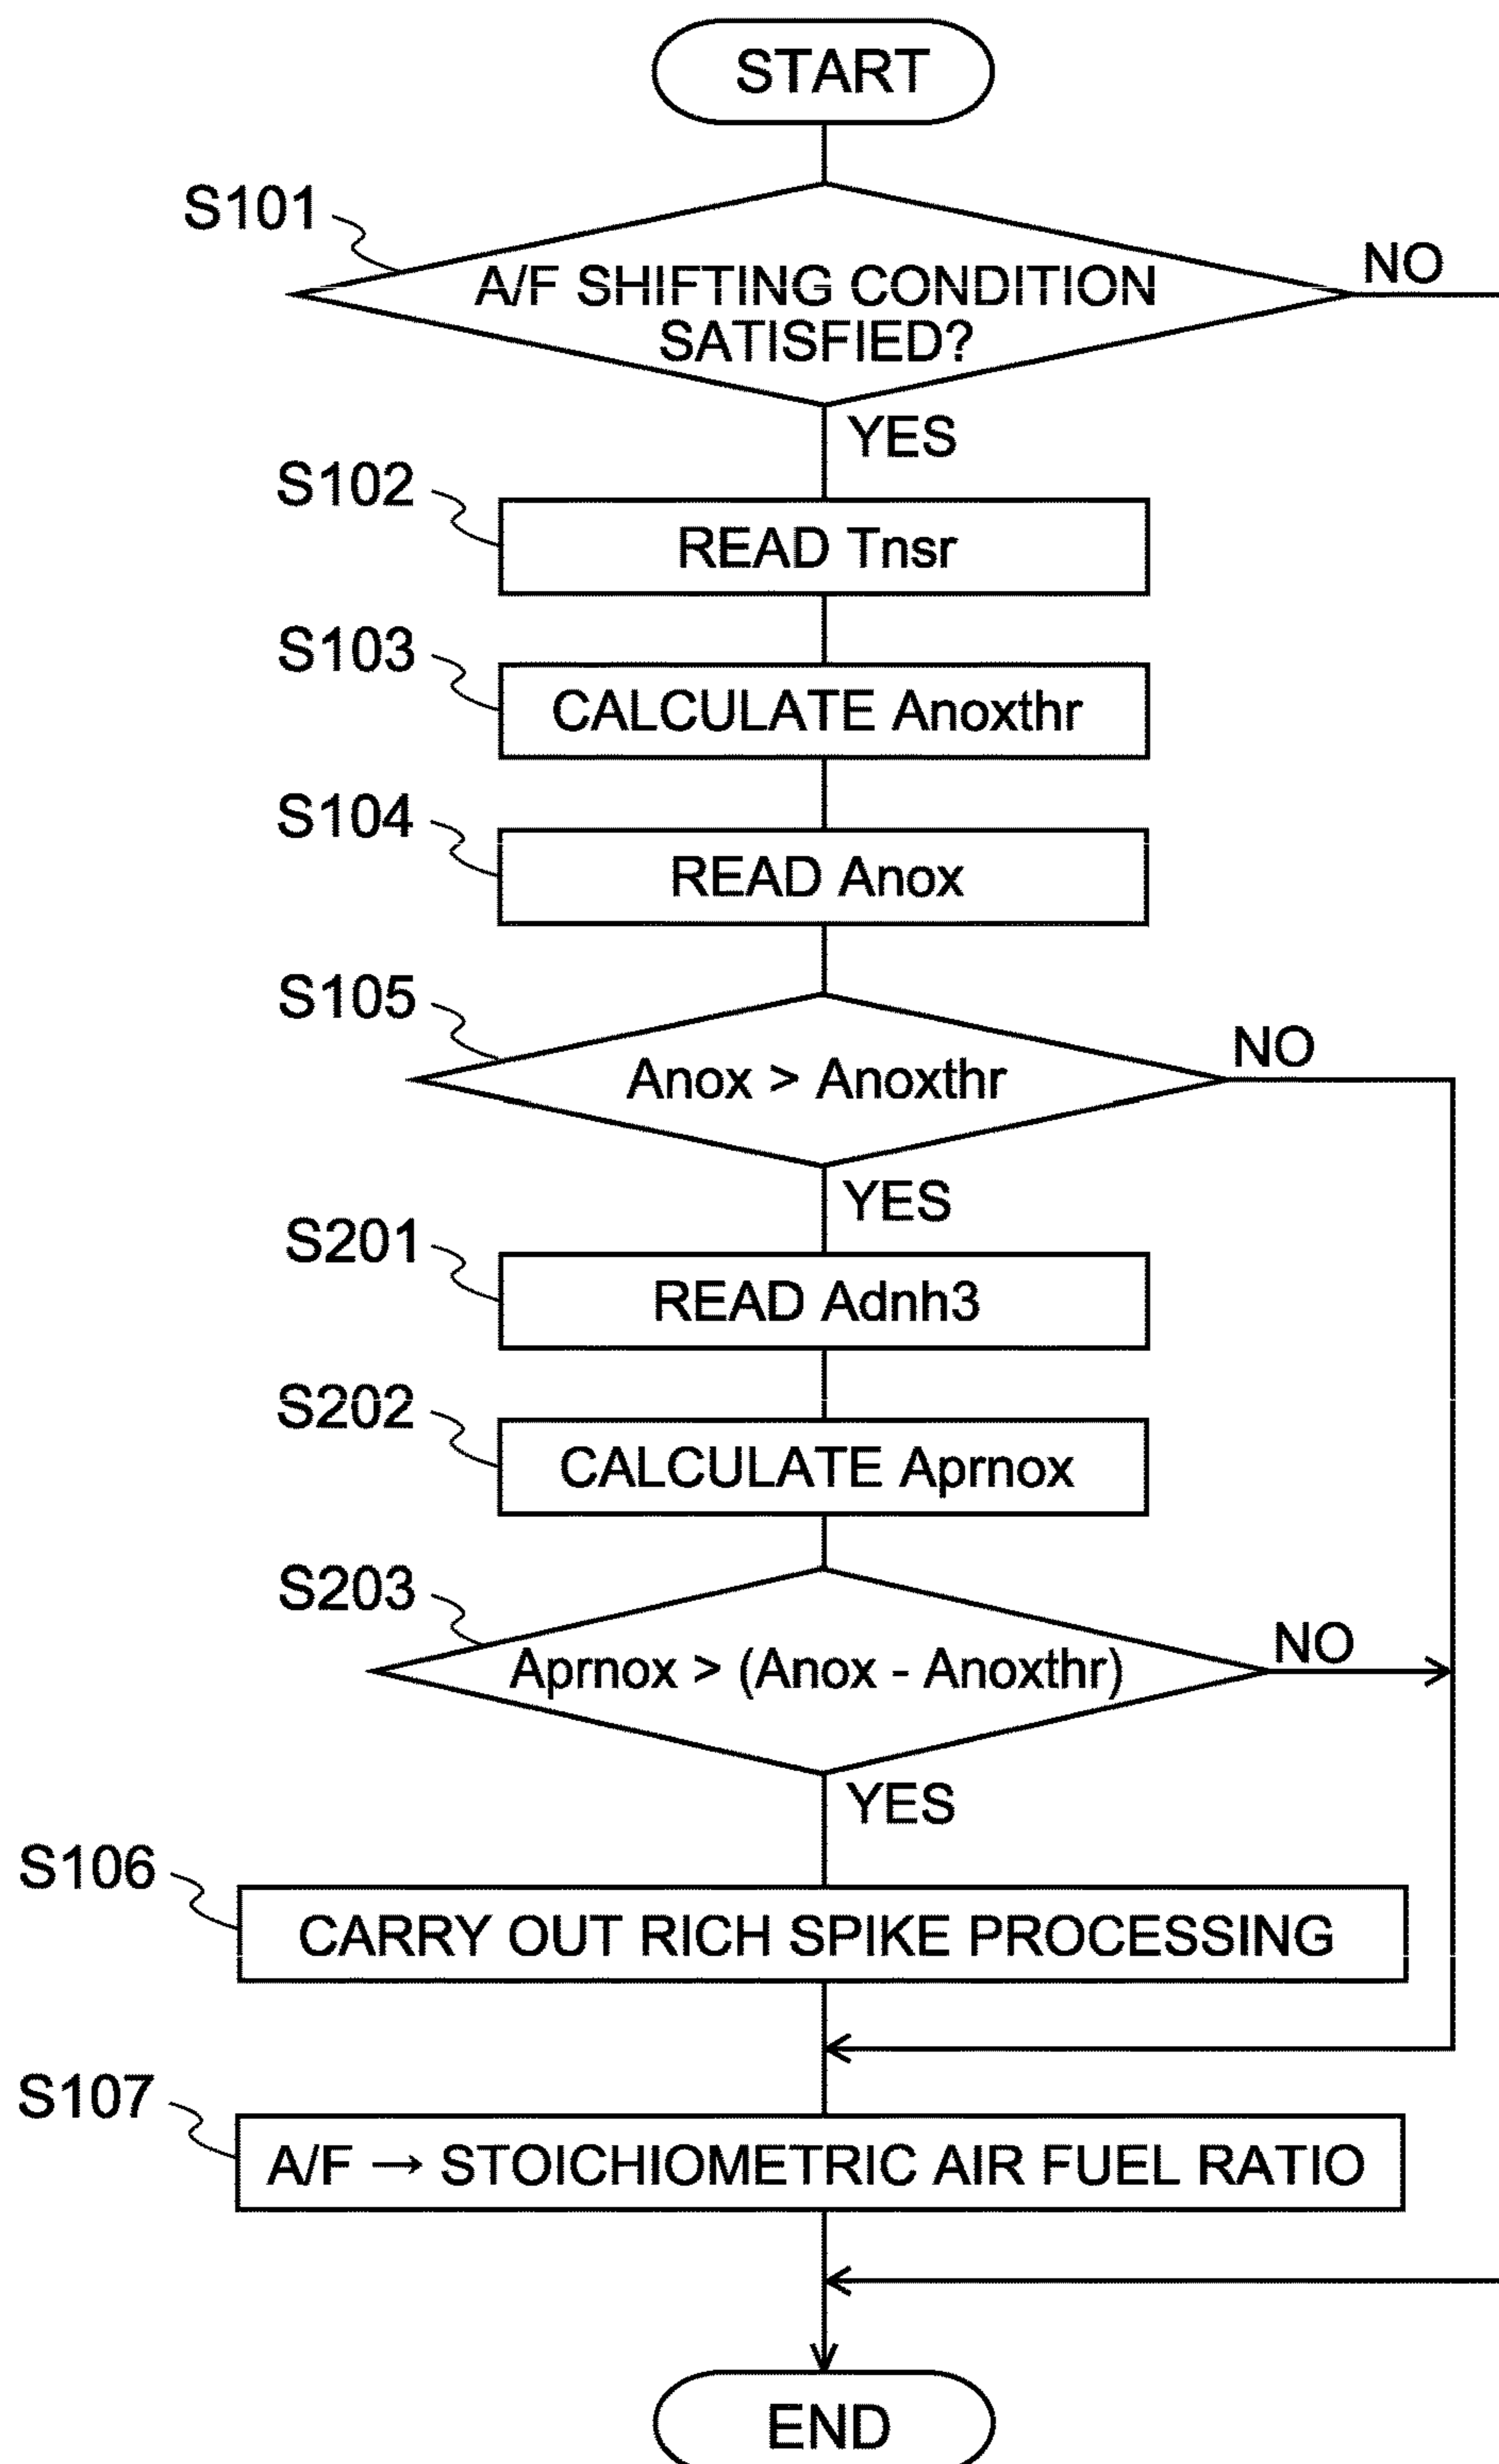 START
S101
A/F SHIFTING CONDITION
SATISFIED?
NO
YES
S102
READ Tnsr
S103
CALCULATE Anoxthr
S104
READ Anox
S105
Anox > Anoxthr
NO
YES
S201
READ Adnh3
S202
CALCULATE Aprnox
S203
Aprnox > (Anox - Anoxthr)
NO
YES
S106
CARRY OUT RICH SPIKE PROCESSING
S107
A/F → STOICHIOMETRIC AIR FUEL RATIO
END